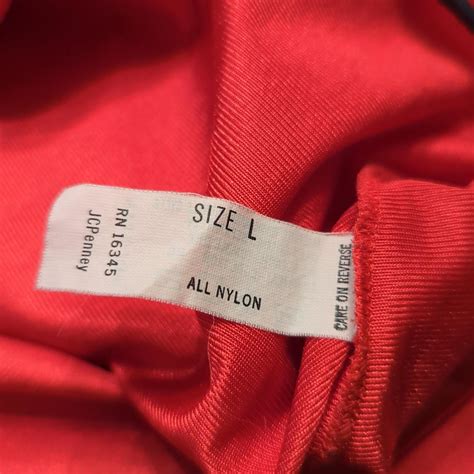 SIZE L
ALL NYLON
RN 16345
JCPenney
CARE ON REVERSE